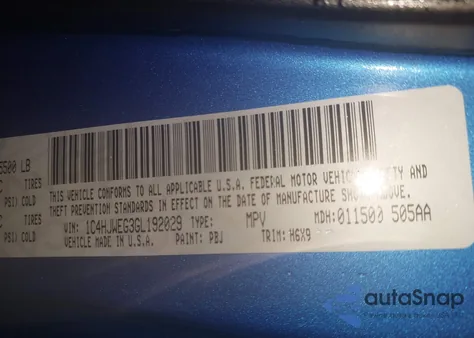 5500 LB
TIRES
PSI) COLD
TIRES
PSI) COLD
THIS VEHICLE CONFORMS TO ALL APPLICABLE U.S.A. FEDERAL MOTOR VEHICLE SAFETY AND
THEFT PREVENTION STANDARDS IN EFFECT ON THE DATE OF MANUFACTURE SHOWN ABOVE.
VIN: 1C4HJWEG3GL192029 TYPE: MPV MDH: 011500 505AA
VEHICLE MADE IN U.S.A. PAINT: PBJ TRIM: H6X9
autoSnap